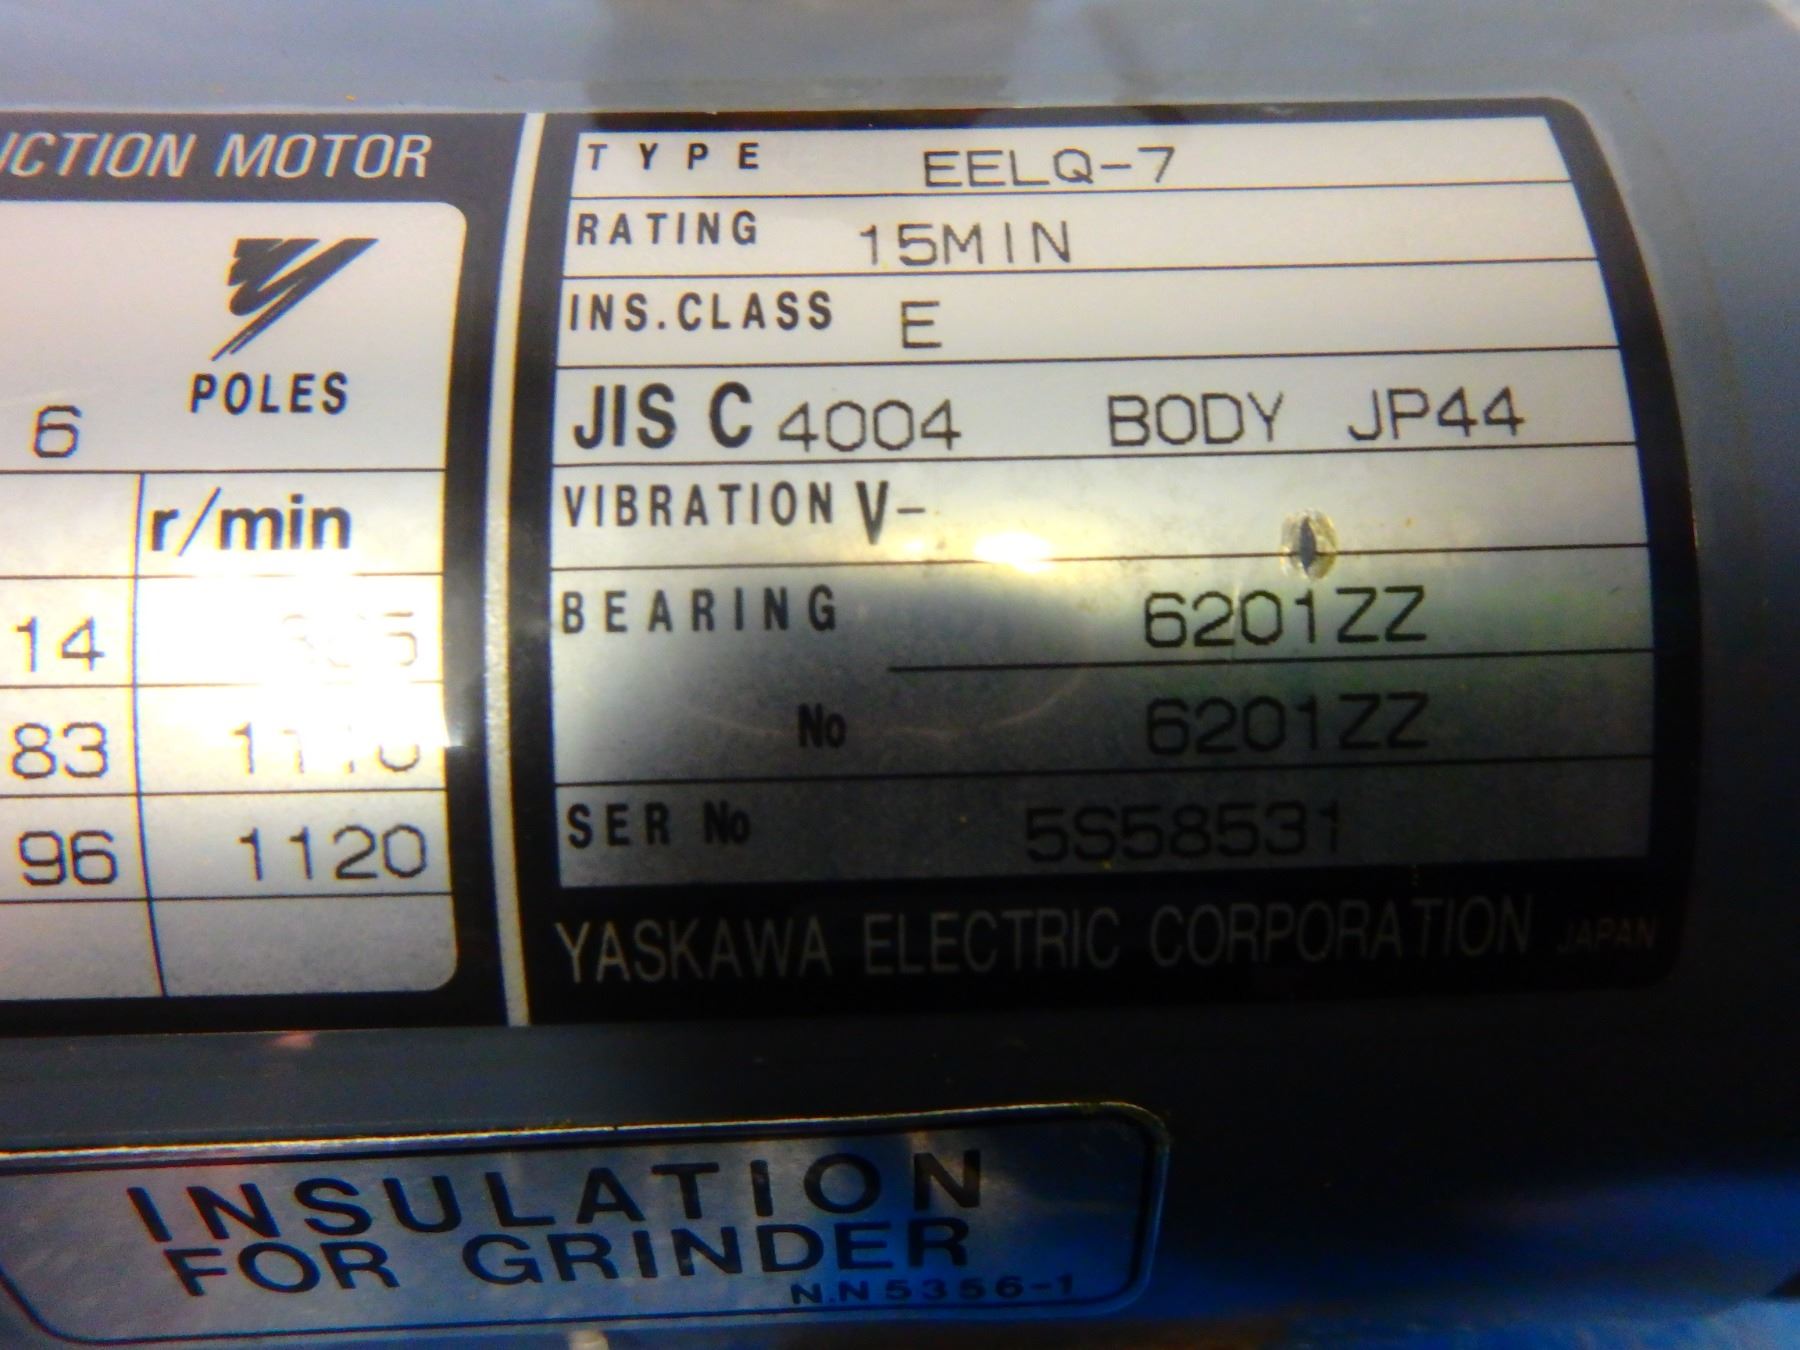 MOTOR
POLES
6
r/min
14
83
96 1120
TYPE EELQ-7
RATING 15MIN
INS.CLASS E
JIS C 4004 BODY JP44
VIBRATION V-
BEARING 6201ZZ
No 6201ZZ
SER No 5S58531
YASKAWA ELECTRIC CORPORATION JAPAN
INSULATION
FOR GRINDER
N.N5356-1